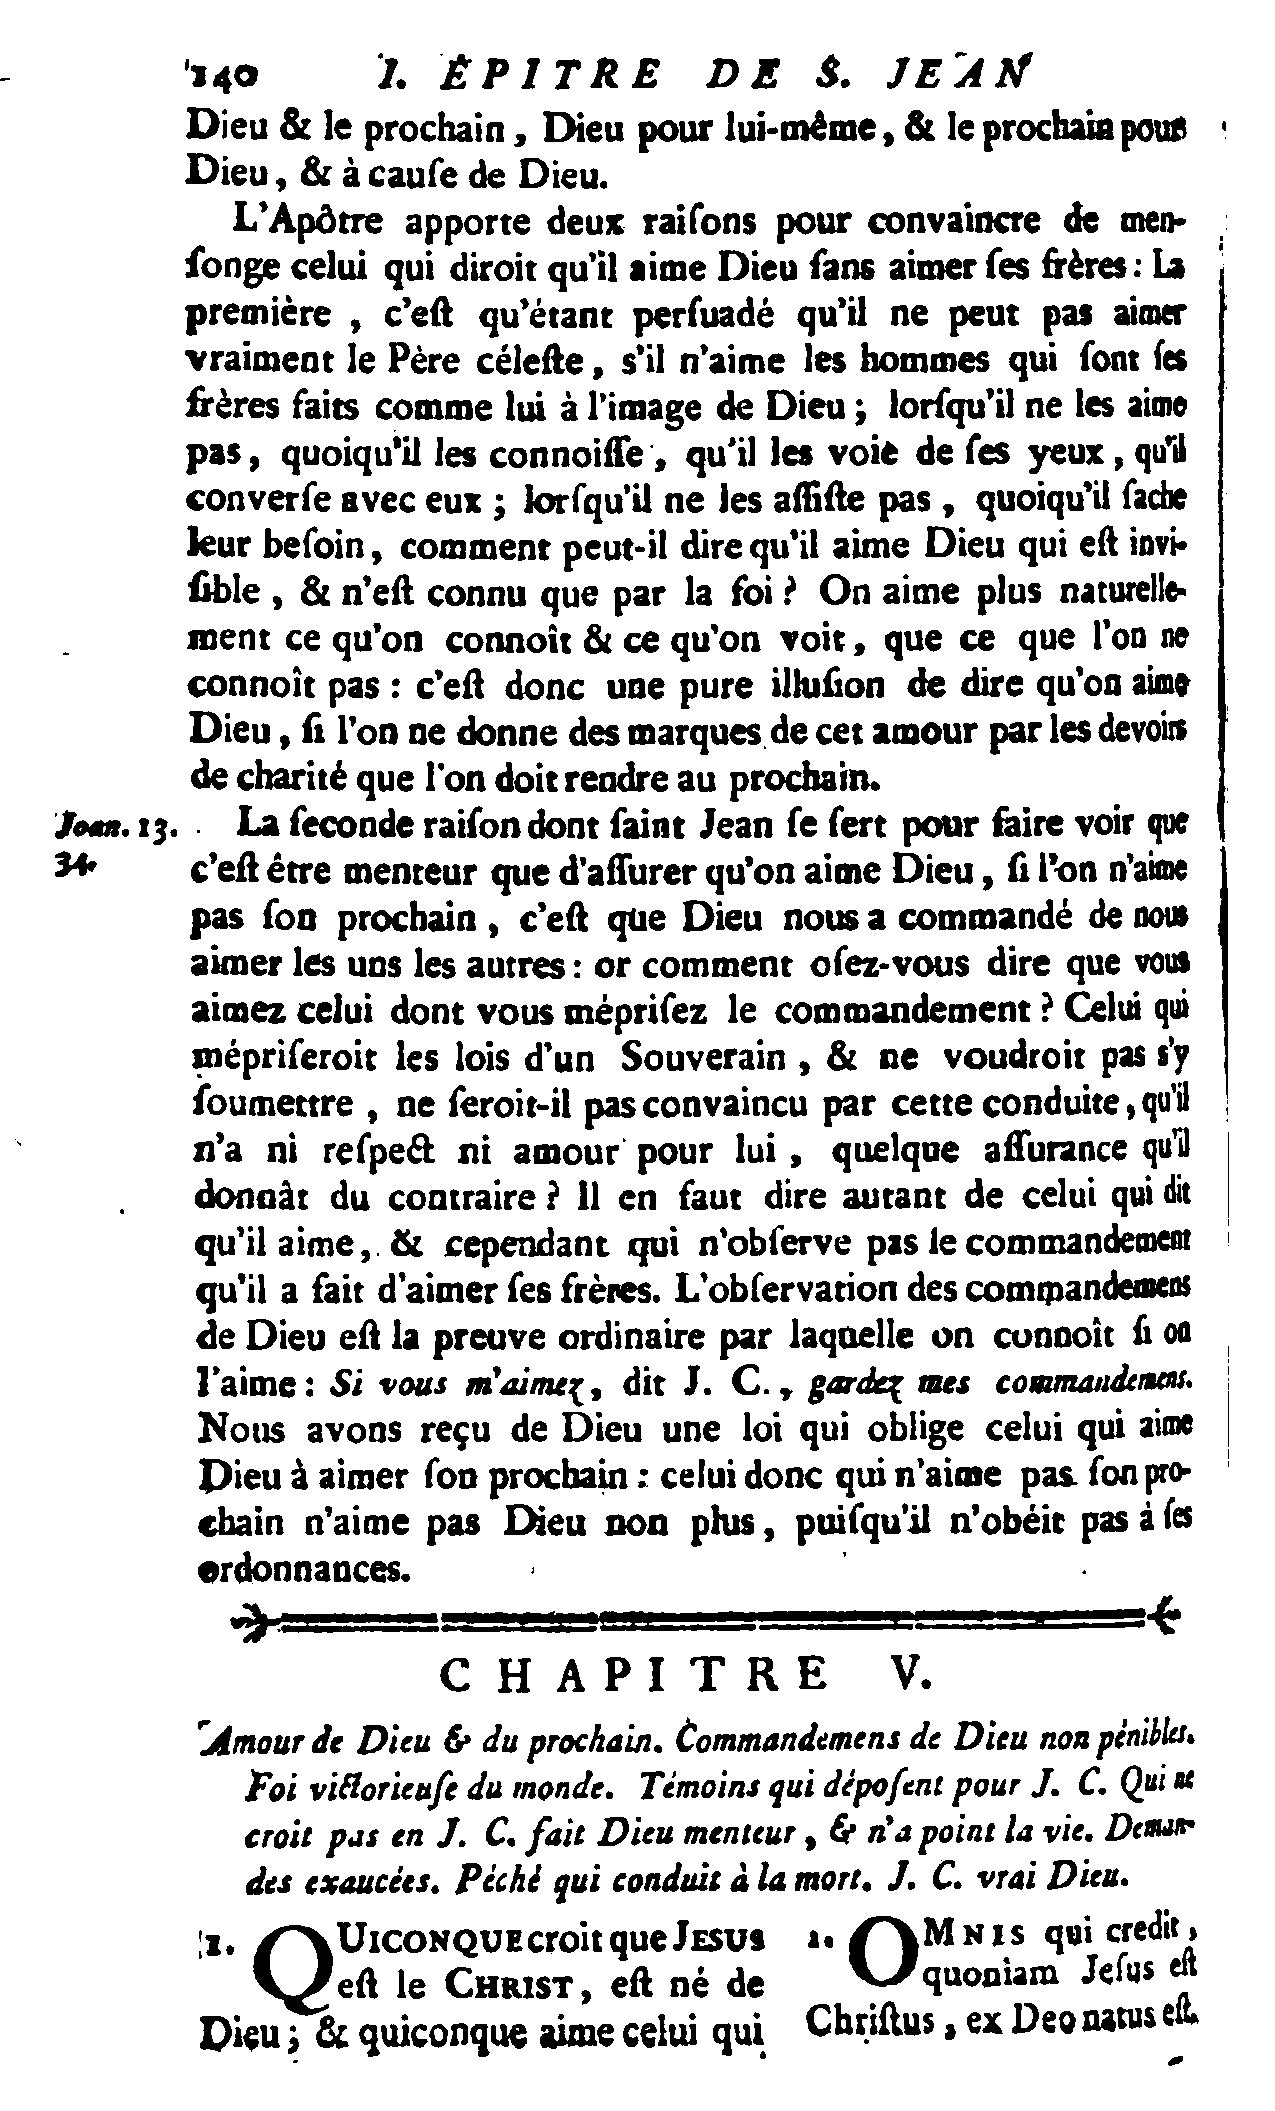 140 I. ÉPITRE DE S. JEAN
Dieu & le prochain, Dieu pour lui-même, & le prochain pour
Dieu, & à cauſe de Dieu.
L'Apôtre apporte deux raiſons pour convaincre de men-
ſonge celui qui diroit qu'il aime Dieu ſans aimer ſes frères: La
première, c'eſt qu'étant perſuadé qu'il ne peut pas aimer
vraiment le Père céleſte, s'il n'aime les hommes qui ſont ſes
frères faits comme lui à l'image de Dieu; lorſqu'il ne les aime
pas, quoiqu'il les connoiſſe, qu'il les voie de ſes yeux, qu'il
converſe avec eux; lorſqu'il ne les aſſiſte pas, quoiqu'il ſache
leur beſoin, comment peut-il dire qu'il aime Dieu qui eſt invi-
ſible, & n'eſt connu que par la foi? On aime plus naturelle-
ment ce qu'on connoît & ce qu'on voit, que ce que l'on ne
connoît pas: c'eſt donc une pure illuſion de dire qu'on aime
Dieu, ſi l'on ne donne des marques de cet amour par les devoirs
de charité que l'on doit rendre au prochain.
Joan. 13. La ſeconde raiſon dont ſaint Jean ſe ſert pour faire voir que
34. c'eſt être menteur que d'aſſurer qu'on aime Dieu, ſi l'on n'aime
pas ſon prochain, c'eſt que Dieu nous a commandé de nous
aimer les uns les autres: or comment oſez-vous dire que vous
aimez celui dont vous mépriſez le commandement? Celui qui
mépriſeroit les lois d'un Souverain, & ne voudroit pas s'y
ſoumettre, ne ſeroit-il pas convaincu par cette conduite, qu'il
n'a ni reſpect ni amour pour lui, quelque aſſurance qu'il
donnât du contraire? Il en faut dire autant de celui qui dit
qu'il aime, & cependant qui n'obſerve pas le commandement
qu'il a fait d'aimer ſes frères. L'obſervation des commandemens
de Dieu eſt la preuve ordinaire par laquelle on connoît ſi on
l'aime: Si vous m'aimez, dit J. C., gardez mes commandemens.
Nous avons reçu de Dieu une loi qui oblige celui qui aime
Dieu à aimer ſon prochain: celui donc qui n'aime pas ſon pro-
chain n'aime pas Dieu non plus, puiſqu'il n'obéit pas à ſes
ordonnances.
CHAPITRE V.
Amour de Dieu & du prochain. Commandemens de Dieu non pénibles.
Foi victorieuſe du monde. Témoins qui dépoſent pour J. C. Qui ne
croit pas en J. C. fait Dieu menteur, & n'a point la vie. Deman-
des exaucées. Péché qui conduit à la mort. J. C. vrai Dieu.
1. QUICONQUE croit que JESUS
eſt le CHRIST, eſt né de
Dieu; & quiconque aime celui qui
1. OMNIS qui credit,
quoniam Jeſus eſt
Chriſtus, ex Deo natus eſt.